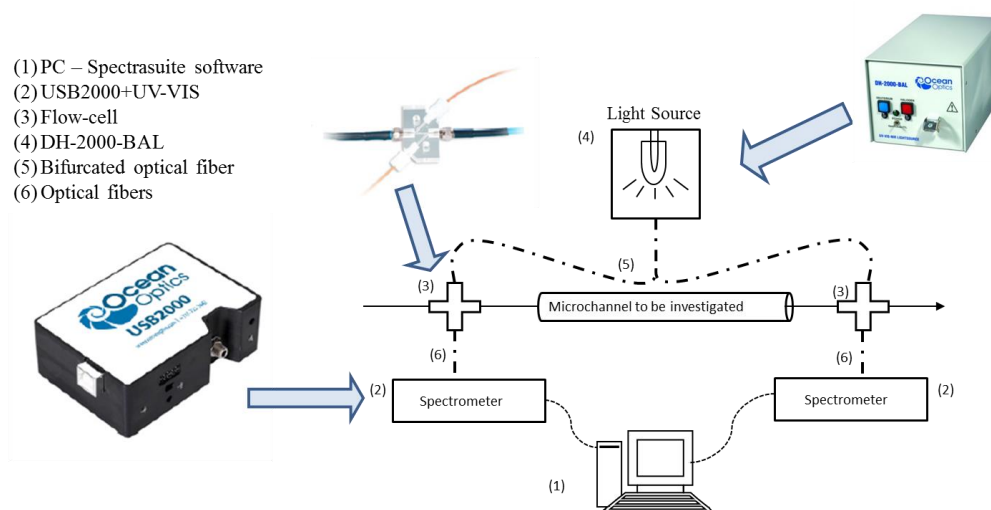 (1) PC – Spectrasuite software
(2) USB2000+UV-VIS
(3) Flow-cell
(4) DH-2000-BAL
(5) Bifurcated optical fiber
(6) Optical fibers
Ocean
Optics
USB2000
DH-2000-BAL
Ocean
Optics
Light Source
(4)
(5)
(3)
Microchannel to be investigated
(3)
(6)
(6)
(2)
Spectrometer
Spectrometer
(2)
(1)